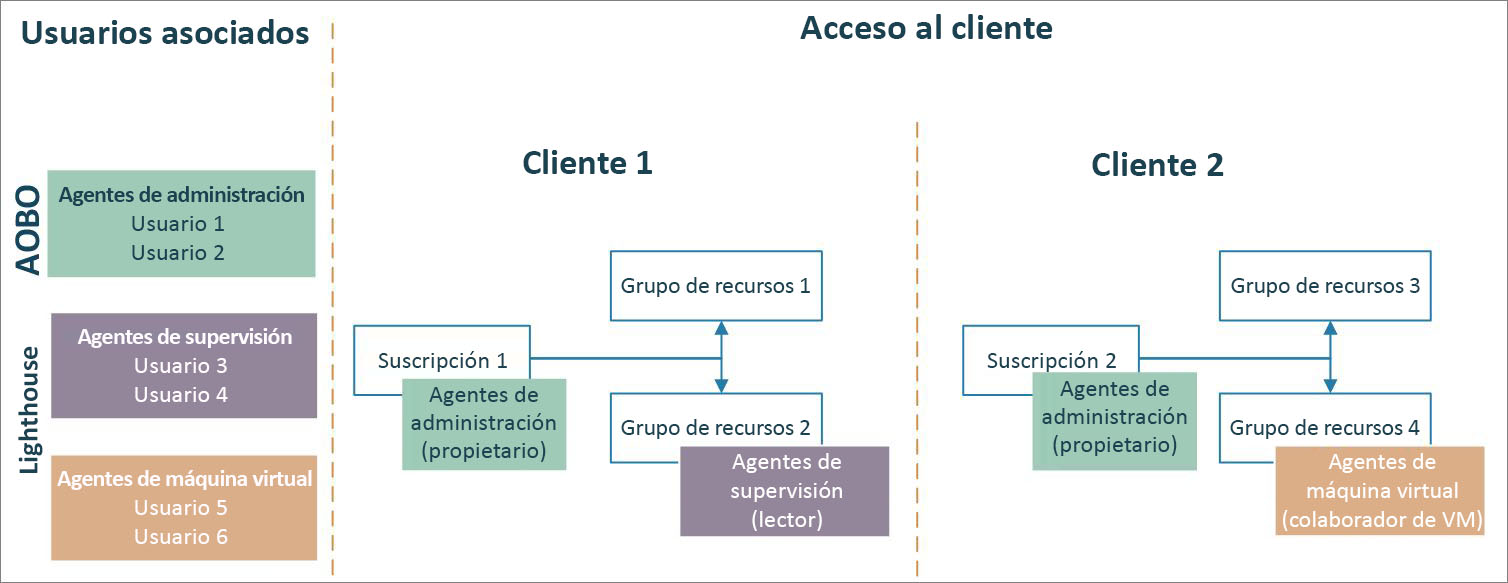 Usuarios asociados
Acceso al cliente
AOBO
Agentes de administración
Usuario 1
Usuario 2
Lighthouse
Agentes de supervisión
Usuario 3
Usuario 4
Agentes de máquina virtual
Usuario 5
Usuario 6
Cliente 1
Suscripción 1
Agentes de
administración
(propietario)
Grupo de recursos 1
Grupo de recursos 2
Agentes de
supervisión
(lector)
Cliente 2
Suscripción 2
Agentes de
administración
(propietario)
Grupo de recursos 3
Grupo de recursos 4
Agentes de
máquina virtual
(colaborador de VM)